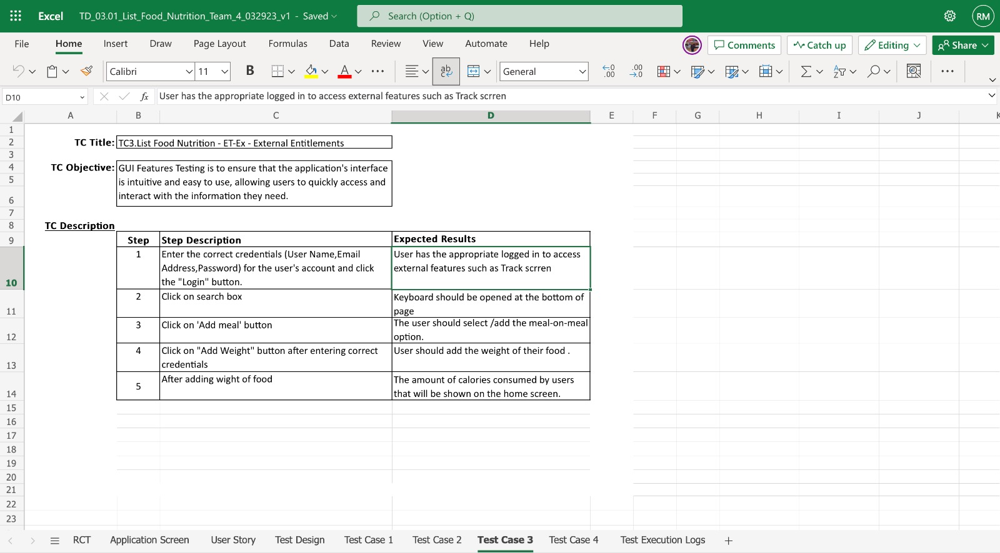 Excel TD_03.01_List_Food_Nutrition_Team_4_032923_v1 - Saved Search (Option + Q) RM
File Home Insert Draw Page Layout Formulas Data Review View Automate Help Comments Catch up Editing Share
Calibri 11 B A ab General .00 .00
D10 fx User has the appropriate logged in to access external features such as Track scrren
A B C D E F G H I J K
1
2 TC Title: TC3.List Food Nutrition - ET-Ex - External Entitlements
3
4 TC Objective: GUI Features Testing is to ensure that the application's interface
5 is intuitive and easy to use, allowing users to quickly access and
6 interact with the information they need.
7
8 TC Description
9 Step Step Description Expected Results
1 Enter the correct credentials (User Name,Email User has the appropriate logged in to access
Address,Password) for the user's account and click external features such as Track scrren
10 the "Login" button.
2 Click on search box Keyboard should be opened at the bottom of
11 page
3 Click on 'Add meal' button The user should select /add the meal-on-meal
12 option.
4 Click on "Add Weight" button after entering correct User should add the weight of their food .
13 credentials
5 After adding wight of food The amount of calories consumed by users
14 that will be shown on the home screen.
15
16
17
18
19
20
21
22
23
RCT Application Screen User Story Test Design Test Case 1 Test Case 2 Test Case 3 Test Case 4 Test Execution Logs +